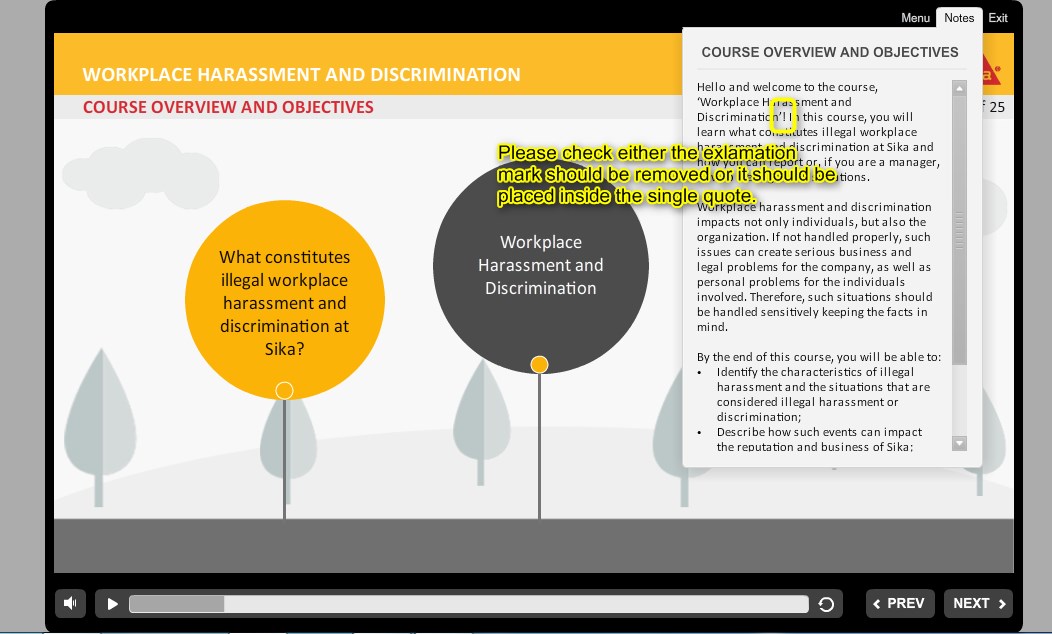 Menu Notes Exit
WORKPLACE HARASSMENT AND DISCRIMINATION
COURSE OVERVIEW AND OBJECTIVES
25
What constitutes
illegal workplace
harassment and
discrimination at
Sika?
Workplace
Harassment and
Discrimination
Please check either the exlamation
mark should be removed or it should be
placed inside the single quote.
COURSE OVERVIEW AND OBJECTIVES
Hello and welcome to the course,
‘Workplace Harassment and
Discrimination’! In this course, you will
learn what constitutes illegal workplace
harassment and discrimination at Sika and
how you can report or, if you are a manager,
Workplace harassment and discrimination
impacts not only individuals, but also the
organization. If not handled properly, such
issues can create serious business and
legal problems for the company, as well as
personal problems for the individuals
involved. Therefore, such situations should
be handled sensitively keeping the facts in
mind.
By the end of this course, you will be able to:
• Identify the characteristics of illegal
harassment and the situations that are
considered illegal harassment or
discrimination;
• Describe how such events can impact
the reputation and business of Sika;
PREV
NEXT